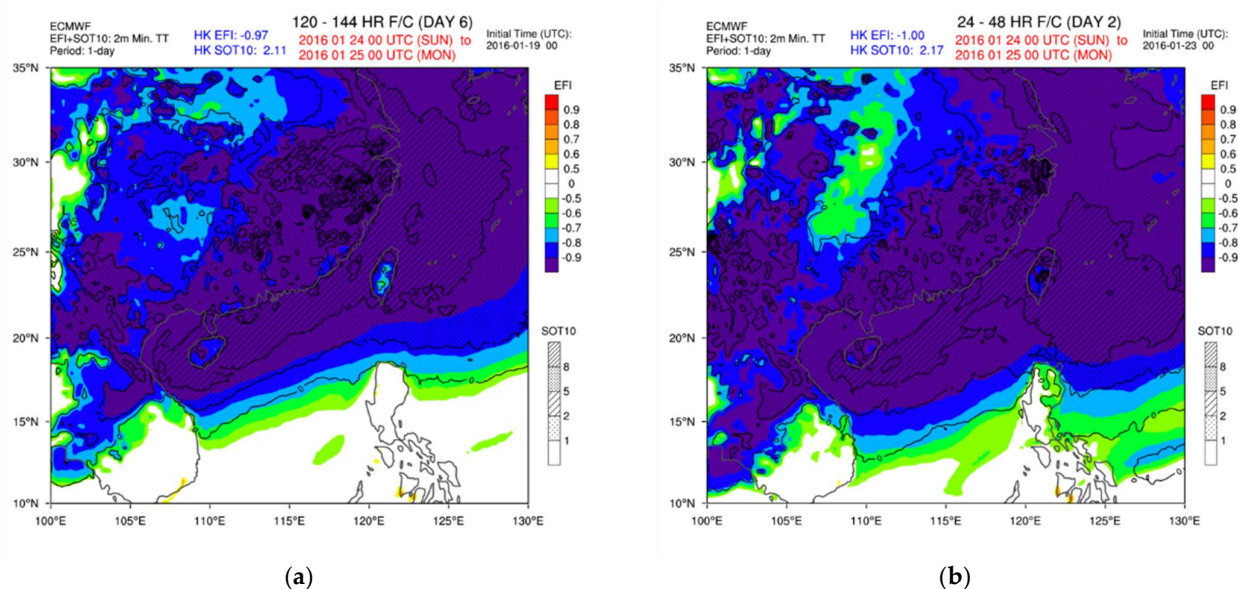 ECMWF
EFI+SOT10: 2m Min. TT
Period: 1-day
HK EFI: -0.97
HK SOT10: 2.11
120 - 144 HR F/C (DAY 6)
2016 01 24 00 UTC (SUN) to
2016 01 25 00 UTC (MON)
Initial Time (UTC):
2016-01-19 00
35°N
30°N
25°N
20°N
15°N
10°N
100°E 105°E 110°E 115°E 120°E 125°E 130°E
EFI
0.9
0.8
0.7
0.6
0.5
0
-0.5
-0.6
-0.7
-0.8
-0.9
SOT10
8
5
2
1
(a)
ECMWF
EFI+SOT10: 2m Min. TT
Period: 1-day
HK EFI: -1.00
HK SOT10: 2.17
24 - 48 HR F/C (DAY 2)
2016 01 24 00 UTC (SUN) to
2016 01 25 00 UTC (MON)
Initial Time (UTC):
2016-01-23 00
35°N
30°N
25°N
20°N
15°N
10°N
100°E 105°E 110°E 115°E 120°E 125°E 130°E
EFI
0.9
0.8
0.7
0.6
0.5
0
-0.5
-0.6
-0.7
-0.8
-0.9
SOT10
8
5
2
1
(b)